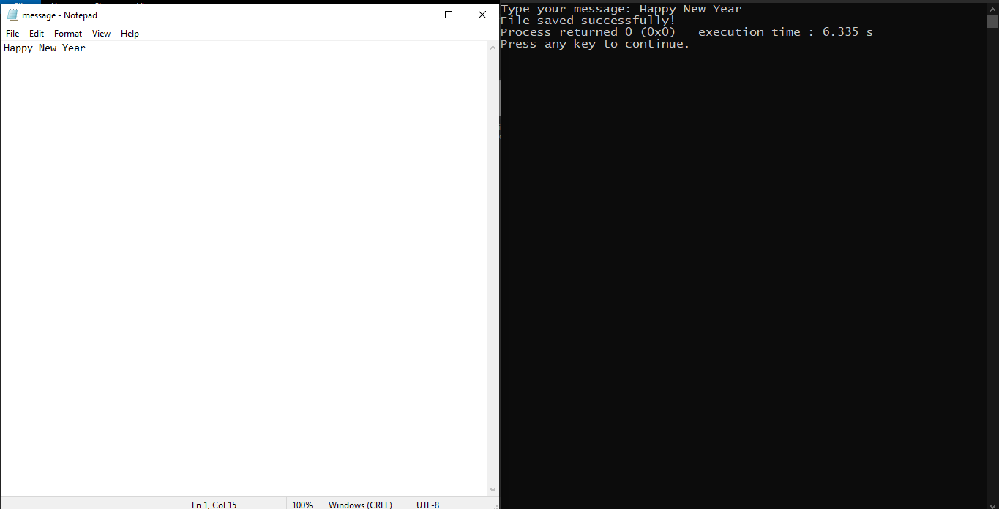 message - Notepad
File Edit Format View Help
Happy New Year
Ln 1, Col 15 100% Windows (CRLF) UTF-8
Type your message: Happy New Year
File saved successfully!
Process returned 0 (0x0)   execution time : 6.335 s
Press any key to continue.